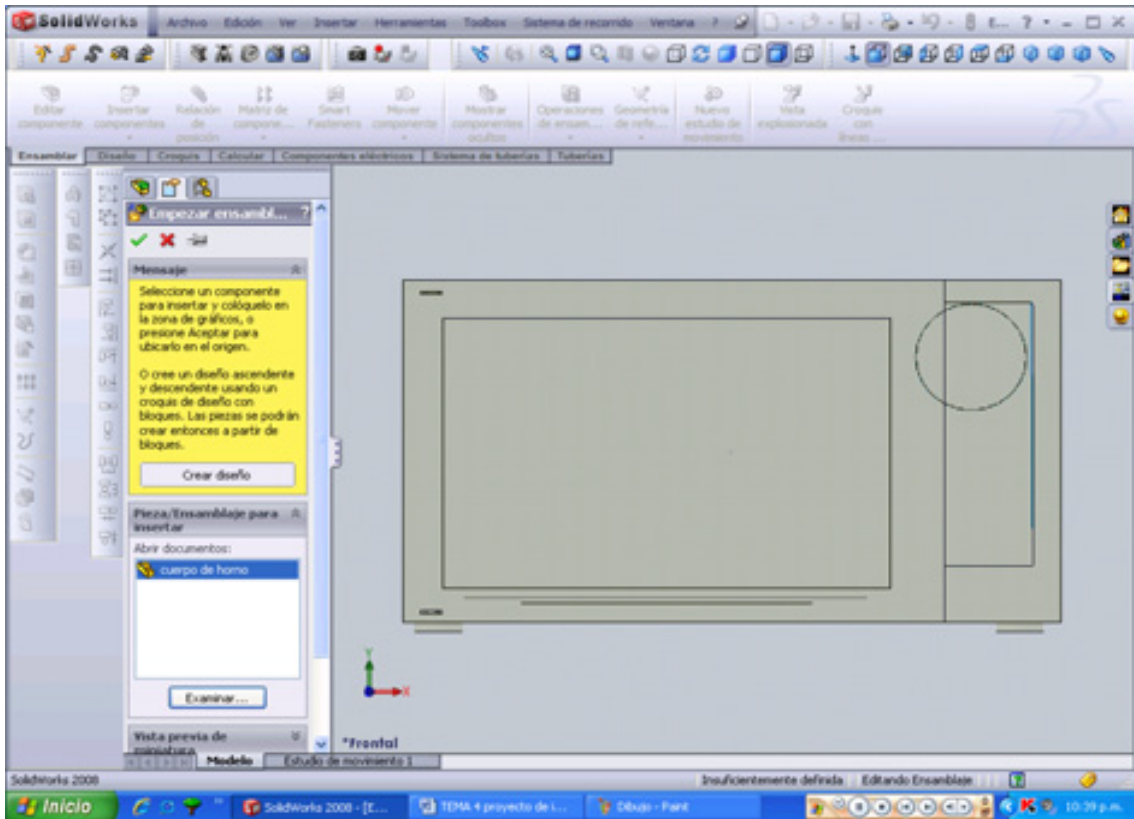 SolidWorks Archivo Edición Ver Insertar Herramientas Toolbox Sistema de recorrido Ventana ? E... ?
Editar componente
Insertar componentes
Relación de posición
Matriz de compone...
Smart Fasteners
Mover componente
Mostrar componentes ocultos
Operaciones de ensam...
Geometría de refe...
Nuevo estudio de movimiento
Vista explosionada
Croquis con líneas ...
Ensamblar Diseño Croquis Calcular Componentes eléctricos Sistema de tuberías Tuberías
Empezar ensambl... ?
Mensaje
Seleccione un componente
para insertar y colóquelo en
la zona de gráficos, o
presione Aceptar para
ubicarlo en el origen.
O cree un diseño ascendente
y descendente usando un
croquis de diseño con
bloques. Las piezas se podrán
crear entonces a partir de
bloques.
Crear diseño
Pieza/Ensamblaje para
insertar
Abrir documentos:
cuerpo de horno
Examinar...
Vista previa de
miniatura
Y
X
*Frontal
Modelo Estudio de movimiento 1
SolidWorks 2008 Insuficientemente definida Editando Ensamblaje
Inicio SolidWorks 2008 - [E... TEMA 4 proyecto de i... Dibujo - Paint 10:39 p.m.